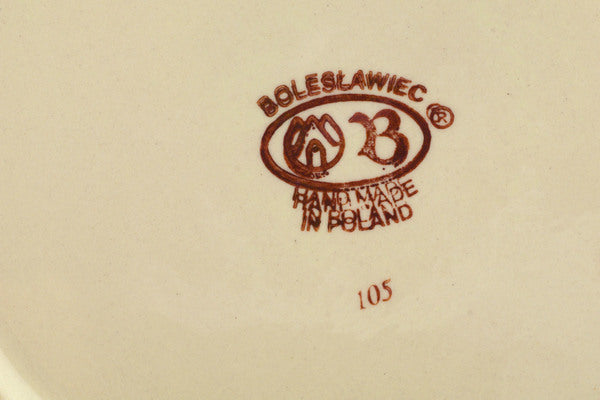 BOLESŁAWIEC
®
B
HAND MADE
IN POLAND
105